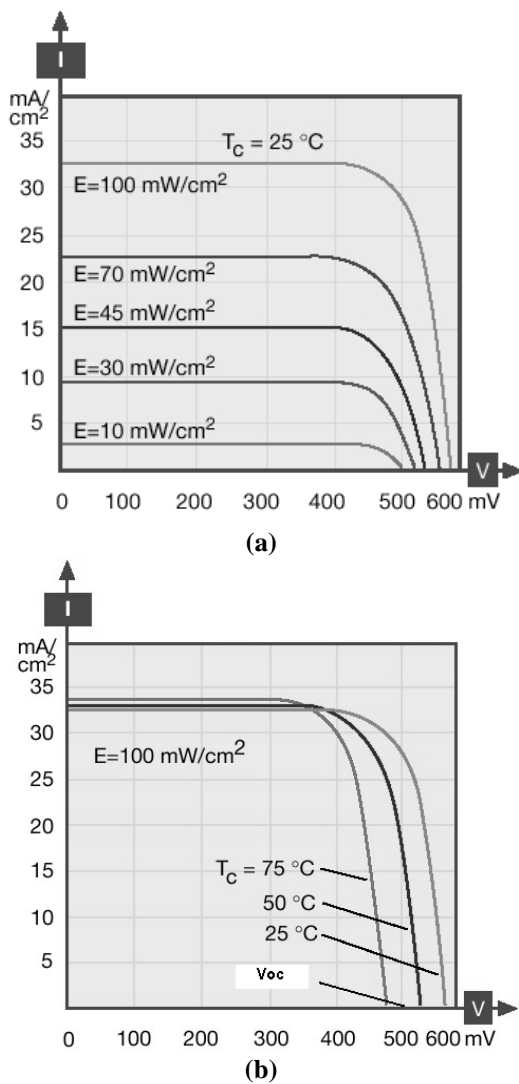 I
mA/
cm²
35
30
25
20
15
10
5
T_C = 25 °C
E=100 mW/cm²
E=70 mW/cm²
E=45 mW/cm²
E=30 mW/cm²
E=10 mW/cm²
V
0 100 200 300 400 500 600 mV
(a)
I
mA/
cm²
35
30
25
20
15
10
5
E=100 mW/cm²
T_C = 75 °C
50 °C
25 °C
Voc
V
0 100 200 300 400 500 600 mV
(b)